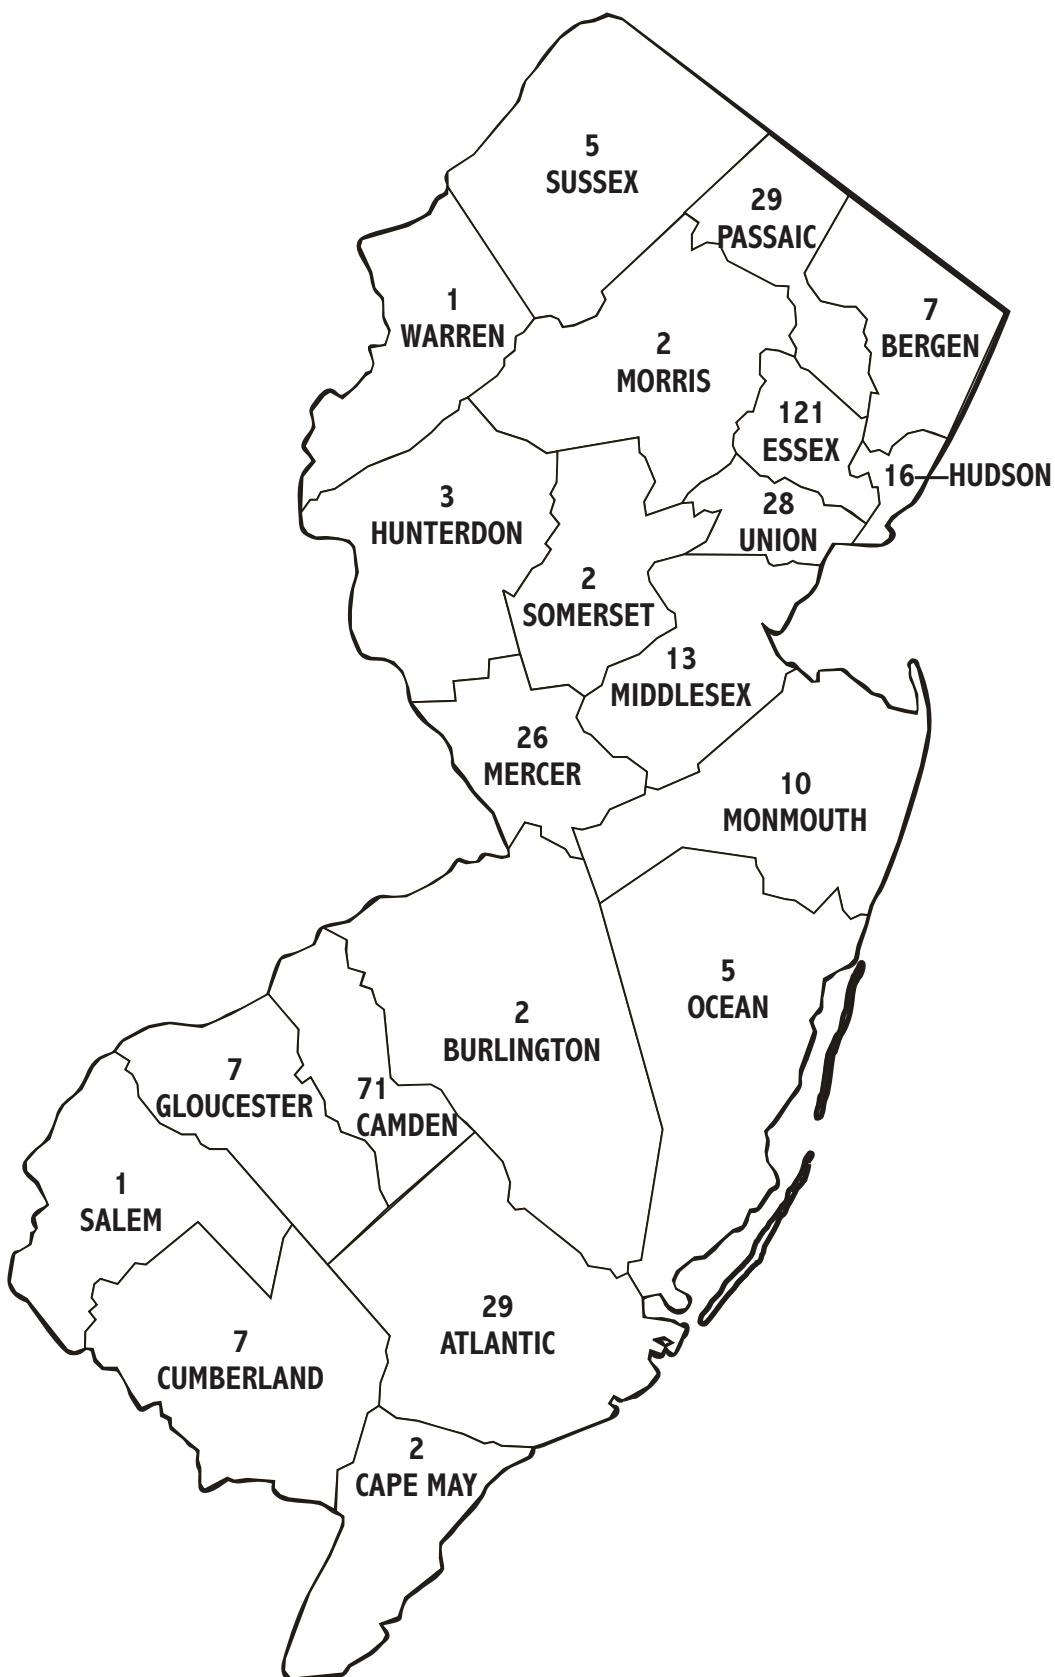 5
SUSSEX
29
PASSAIC
1
WARREN
7
BERGEN
2
MORRIS
121
ESSEX
16—HUDSON
3
HUNTERDON
28
UNION
2
SOMERSET
13
MIDDLESEX
26
MERCER
10
MONMOUTH
5
OCEAN
2
BURLINGTON
7
GLOUCESTER
71
CAMDEN
1
SALEM
29
ATLANTIC
7
CUMBERLAND
2
CAPE MAY